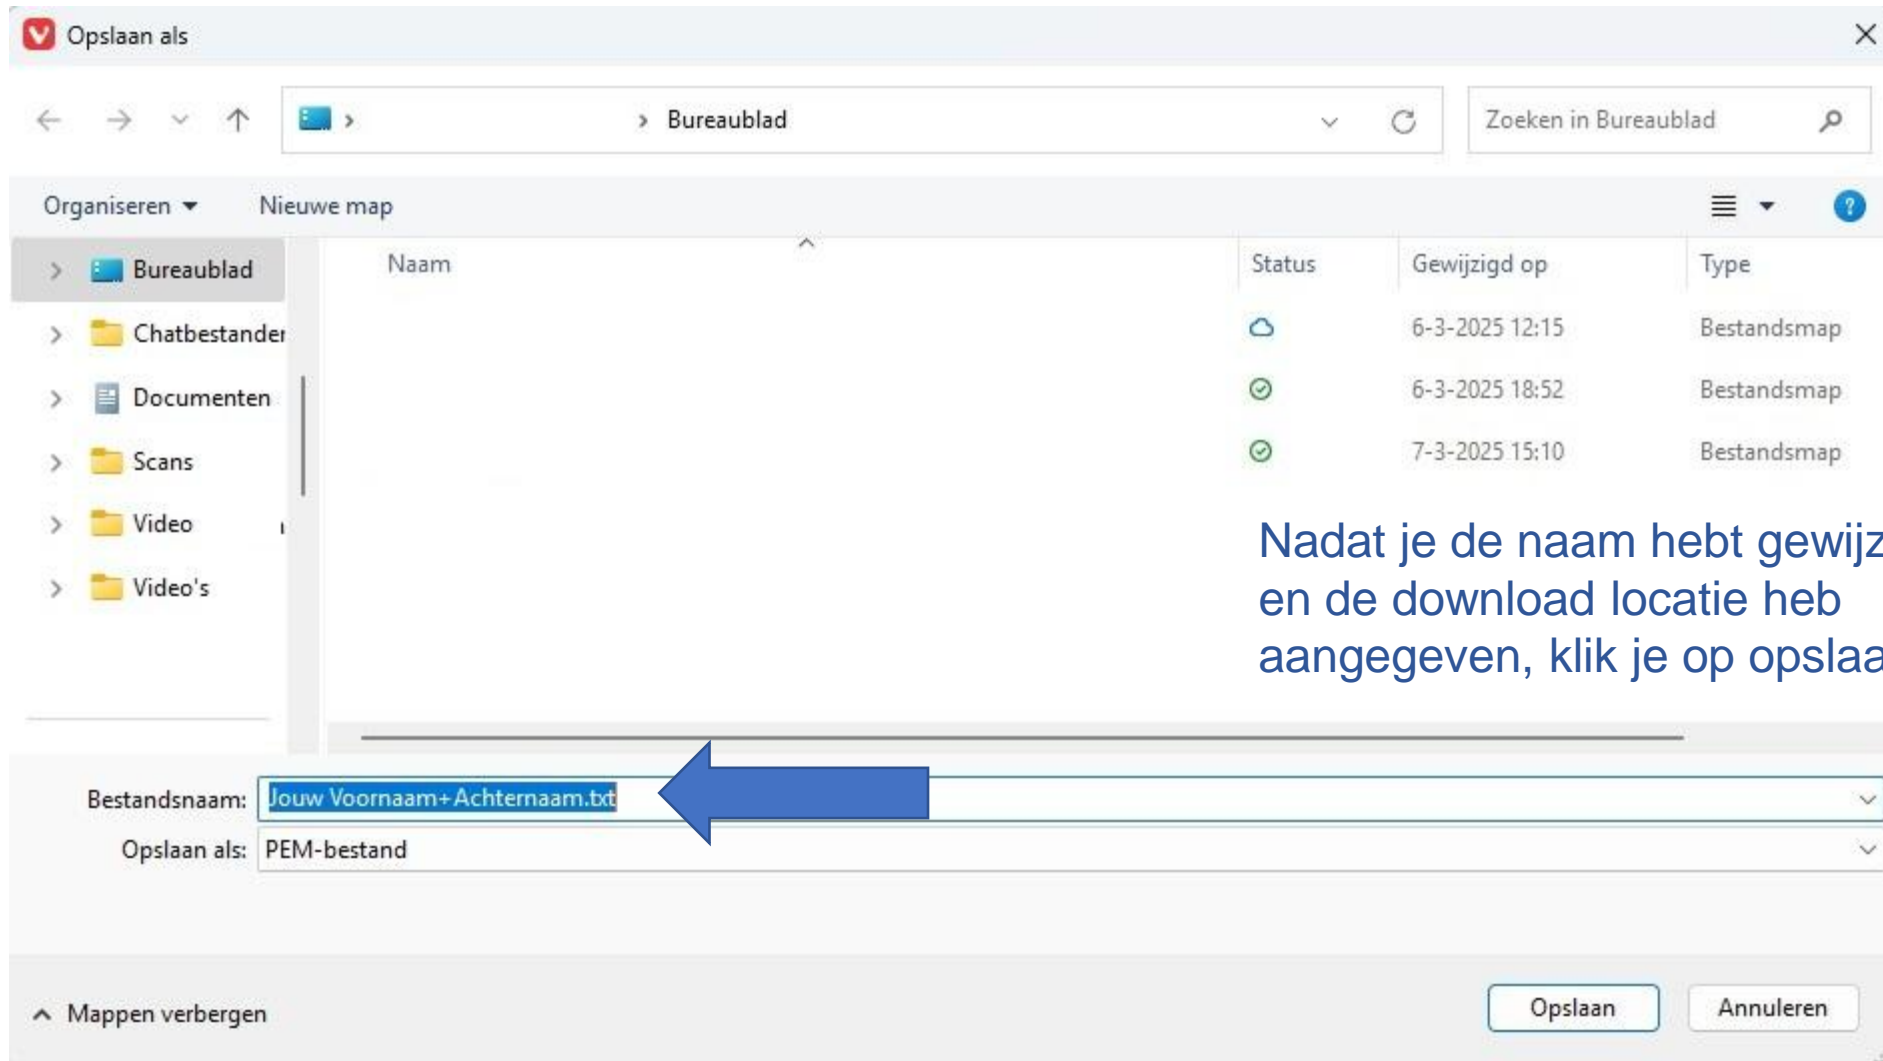 Opslaan als
Bureaublad
Zoeken in Bureaublad
Organiseren
Nieuwe map
Naam
Status
Gewijzigd op
Type
Bureaublad
Chatbestanden
Documenten
Scans
Video
Video's
6-3-2025 12:15
Bestandsmap
6-3-2025 18:52
Bestandsmap
7-3-2025 15:10
Bestandsmap
Nadat je de naam hebt gewijz
en de download locatie heb
aangegeven, klik je op opslaa
Bestandsnaam: Jouw Voornaam+Achternaam.txt
Opslaan als: PEM-bestand
Mappen verbergen
Opslaan
Annuleren